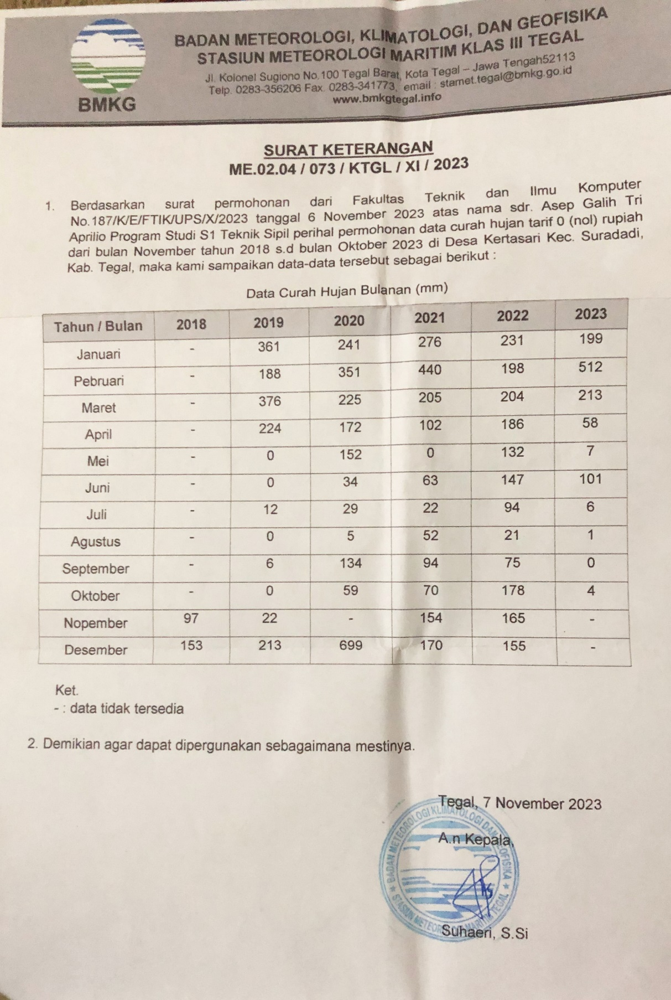 BMKG
BADAN METEOROLOGI, KLIMATOLOGI, DAN GEOFISIKA
STASIUN METEOROLOGI MARITIM KLAS III TEGAL
Jl. Kolonel Sugiono No.100 Tegal Barat, Kota Tegal – Jawa Tengah52113
Telp. 0283-356206 Fax. 0283-341773, email : stamet.tegal@bmkg.go.id
www.bmkgtegal.info
SURAT KETERANGAN
ME.02.04 / 073 / KTGL / XI / 2023
1. Berdasarkan surat permohonan dari Fakultas Teknik dan Ilmu Komputer
No.187/K/E/FTIK/UPS/X/2023 tanggal 6 November 2023 atas nama sdr. Asep Galih Tri
Aprilio Program Studi S1 Teknik Sipil perihal permohonan data curah hujan tarif 0 (nol) rupiah
dari bulan November tahun 2018 s.d bulan Oktober 2023 di Desa Kertasari Kec. Suradadi,
Kab. Tegal, maka kami sampaikan data-data tersebut sebagai berikut :
Data Curah Hujan Bulanan (mm)
Tahun / Bulan 2018 2019 2020 2021 2022 2023
Januari - 361 241 276 231 199
Pebruari - 188 351 440 198 512
Maret - 376 225 205 204 213
April - 224 172 102 186 58
Mei - 0 152 0 132 7
Juni - 0 34 63 147 101
Juli - 12 29 22 94 6
Agustus - 0 5 52 21 1
September - 6 134 94 75 0
Oktober - 0 59 70 178 4
Nopember 97 22 - 154 165 -
Desember 153 213 699 170 155 -
Ket.
- : data tidak tersedia
2. Demikian agar dapat dipergunakan sebagaimana mestinya.
Tegal, 7 November 2023
A.n Kepala,
BADAN METEOROLOGI KLIMATOLOGI DAN GEOFISIKA
STASIUN METEOROLOGI MARITIM TEGAL
Suhaeri, S.Si